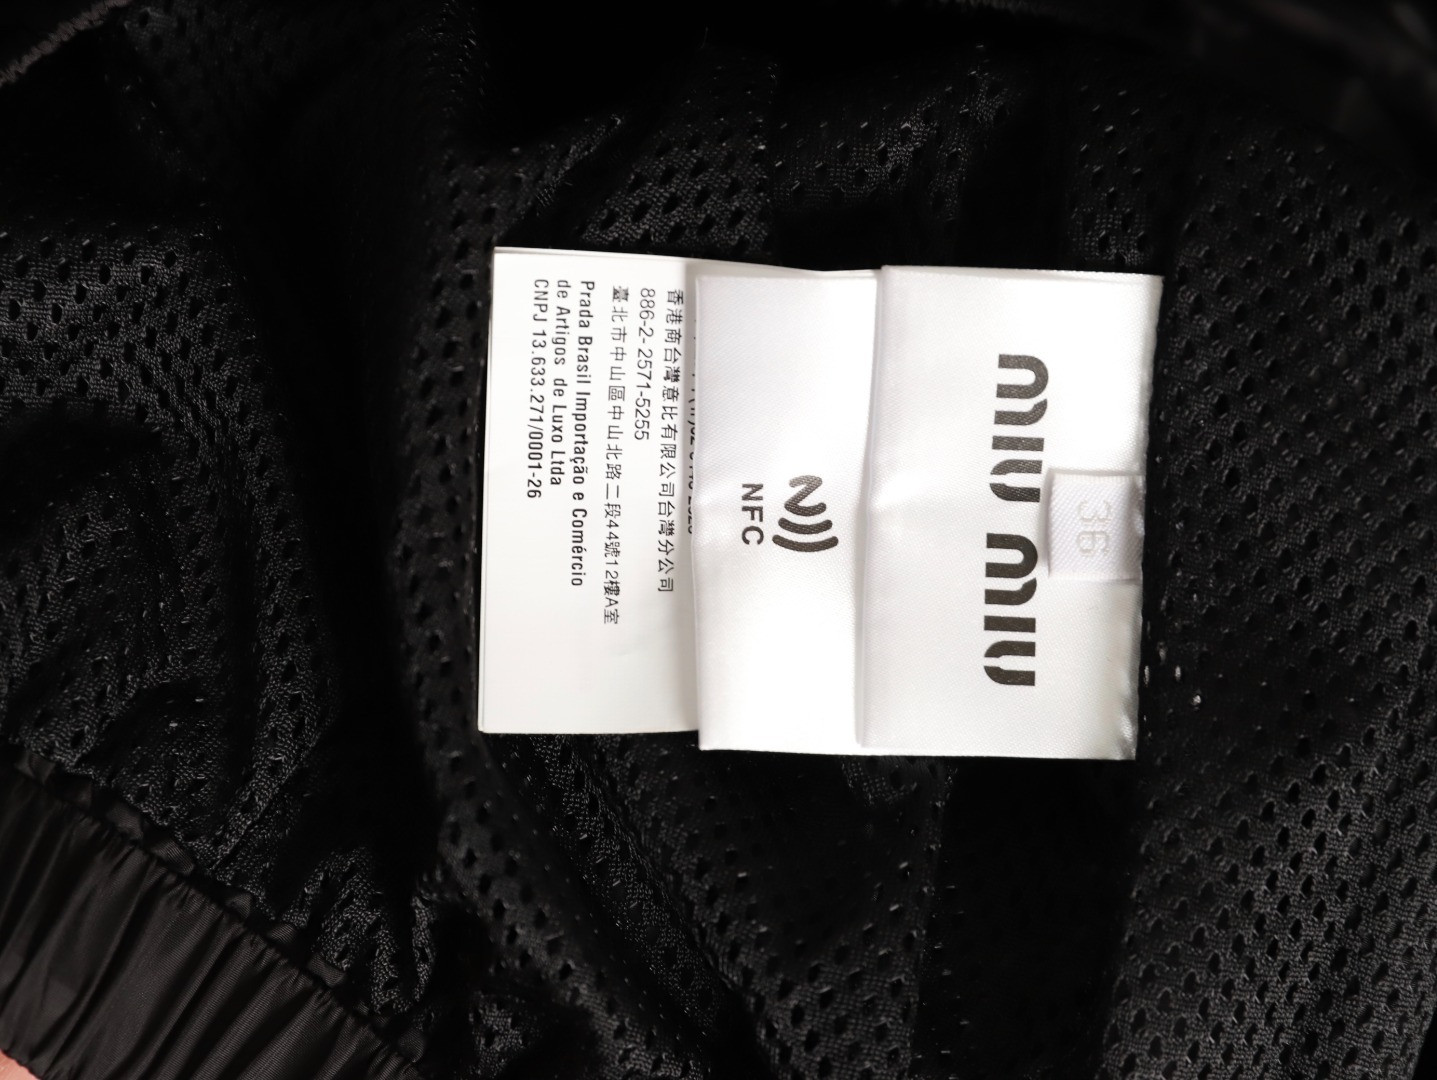 miu miu
36
NFC
香港商台灣意比有限公司台灣分公司
886-2-2571-5255
臺北市中山區中山北路二段44號12樓A室
Prada Brasil Importação e Comércio
de Artigos de Luxo Ltda
CNPJ 13.633.271/0001-26